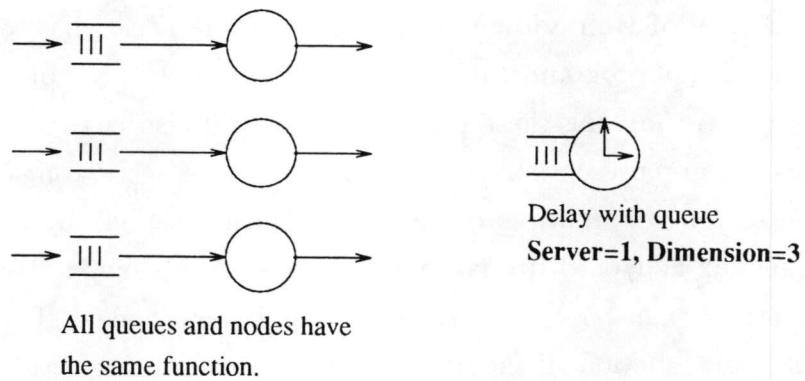 All queues and nodes have
the same function.
Delay with queue
Server=1, Dimension=3